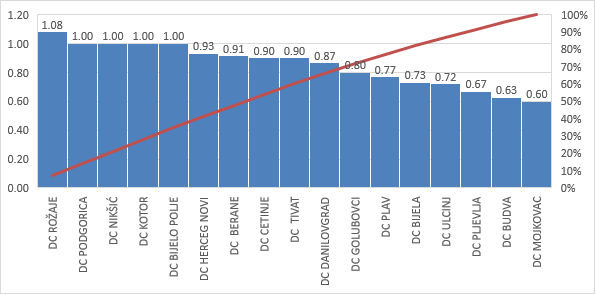 1.20
1.00
0.80
0.60
0.40
0.20
0.00
1.08
1.00
1.00
1.00
1.00
0.93
0.91
0.90
0.90
0.87
0.80
0.77
0.73
0.72
0.67
0.63
0.60
100%
90%
80%
70%
60%
50%
40%
30%
20%
10%
0%
DC ROŽAJE
DC PODGORICA
DC NIKŠIĆ
DC KOTOR
DC BIJELO POLJE
DC HERCEG NOVI
DC BERANE
DC CETINJE
DC TIVAT
DC DANILOVGRAD
DC GOLUBOVCI
DC PLAV
DC BIJELA
DC ULCINJ
DC PLJEVLJA
DC BUDVA
DC MOJKOVAC